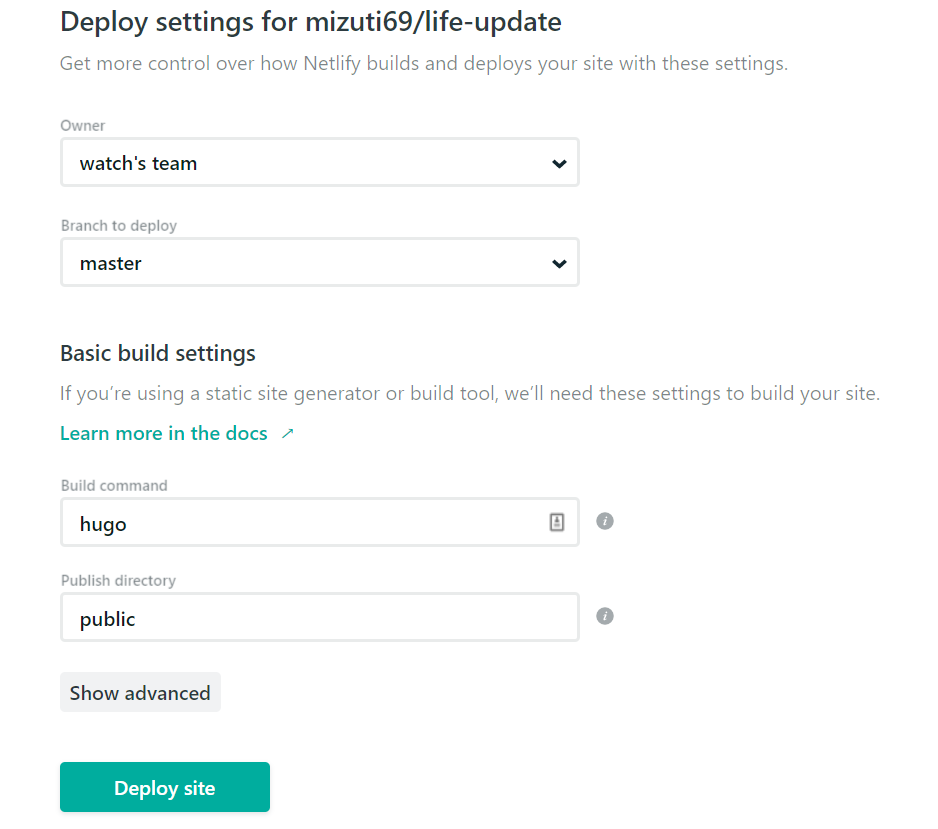 Deploy settings for mizuti69/life-update
Get more control over how Netlify builds and deploys your site with these settings.
Owner
watch's team
Branch to deploy
master
Basic build settings
If you’re using a static site generator or build tool, we’ll need these settings to build your site.
Learn more in the docs ↗
Build command
hugo
i
Publish directory
public
i
Show advanced
Deploy site